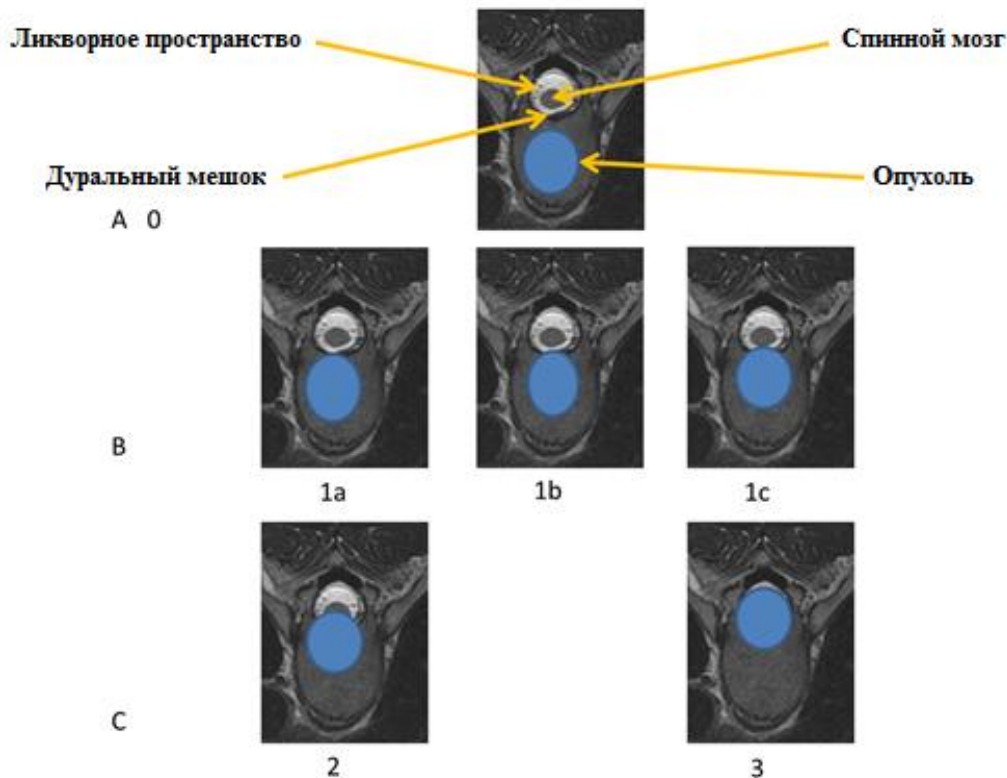 Ликворное пространство
Спинной мозг
Дуральный мешок
Опухоль
A 0
B
1a
1b
1c
C
2
3